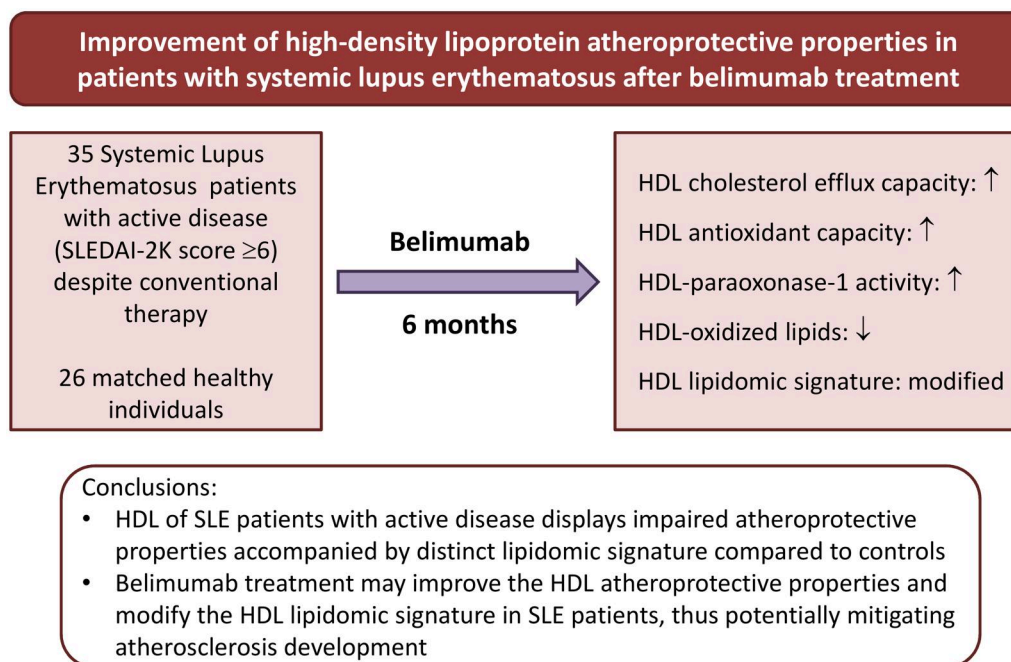 Improvement of high-density lipoprotein atheroprotective properties in
patients with systemic lupus erythematosus after belimumab treatment
35 Systemic Lupus
Erythematosus patients
with active disease
(SLEDAI-2K score ≥6)
despite conventional
therapy
26 matched healthy
individuals
Belimumab
6 months
HDL cholesterol efflux capacity: ↑
HDL antioxidant capacity: ↑
HDL-paraoxonase-1 activity: ↑
HDL-oxidized lipids: ↓
HDL lipidomic signature: modified
Conclusions:
• HDL of SLE patients with active disease displays impaired atheroprotective
properties accompanied by distinct lipidomic signature compared to controls
• Belimumab treatment may improve the HDL atheroprotective properties and
modify the HDL lipidomic signature in SLE patients, thus potentially mitigating
atherosclerosis development